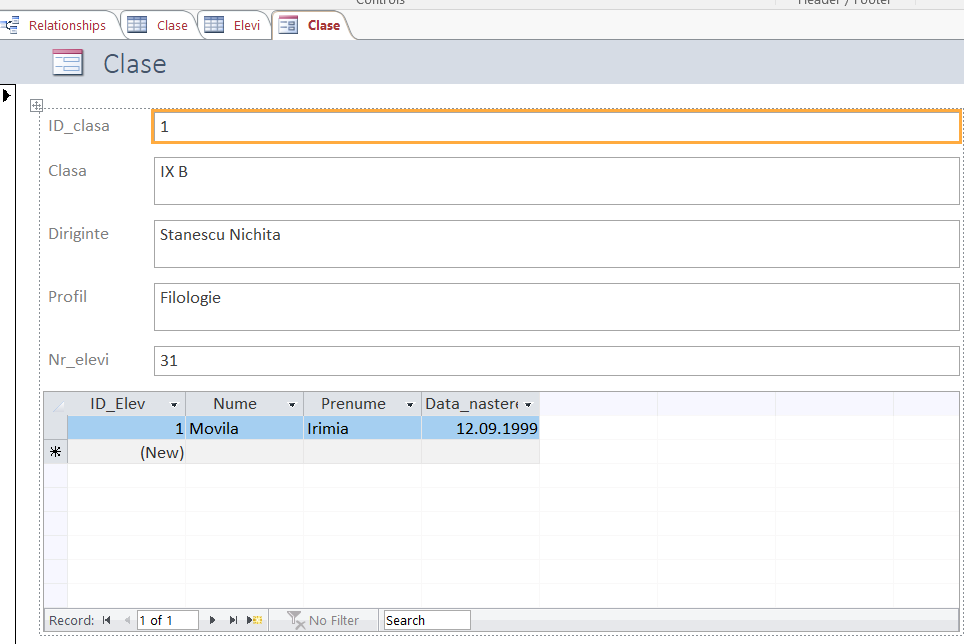 Controls
Header / Footer
Relationships Clase Elevi Clase
Clase
ID_clasa 1
Clasa IX B
Diriginte Stanescu Nichita
Profil Filologie
Nr_elevi 31
ID_Elev Nume Prenume Data_nastere
1 Movila Irimia 12.09.1999
(New)
Record: 1 of 1 No Filter Search